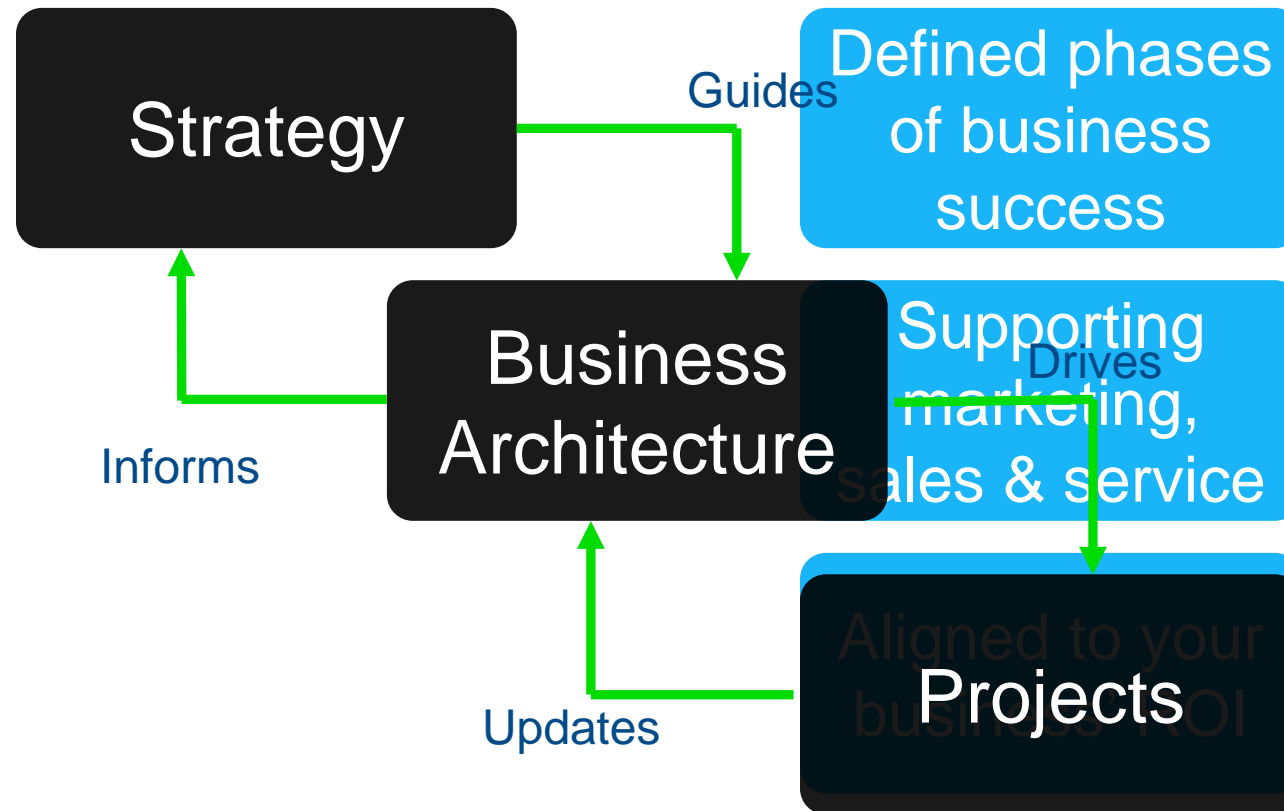 Strategy
Guides
Defined phases
of business
success
Business
Architecture
Supporting
Drives
marketing,
sales & service
Informs
Aligned to your
business' ROI
Projects
Updates